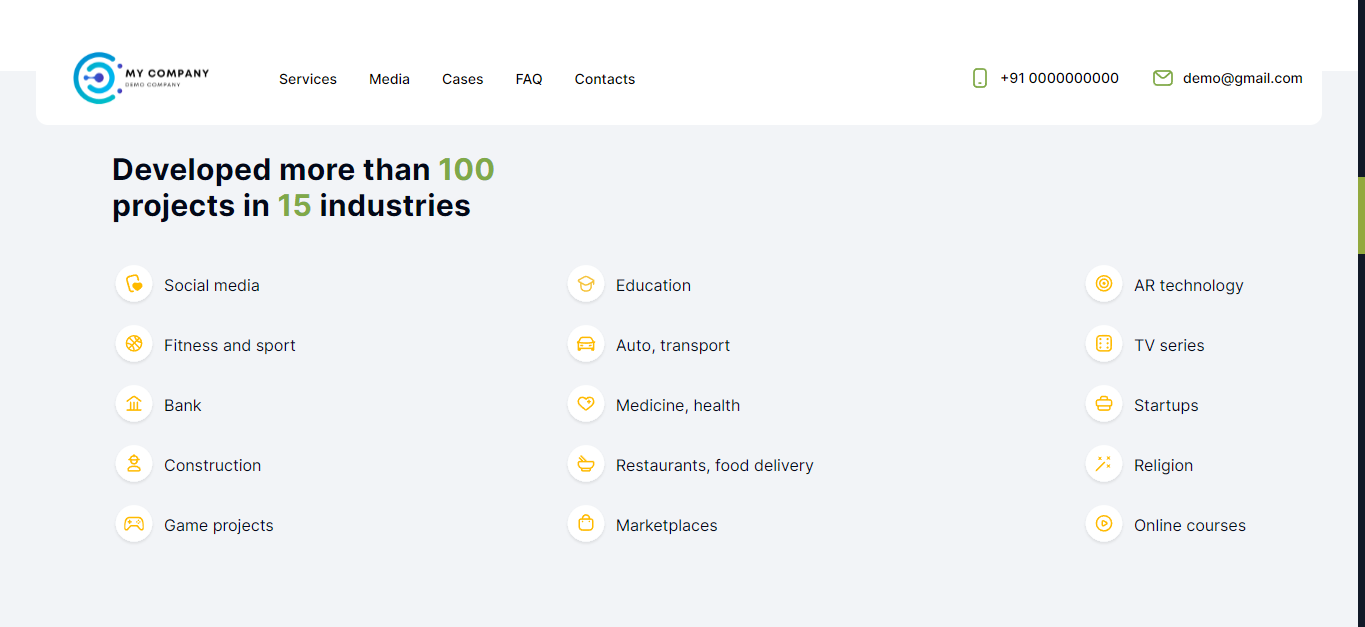 MY COMPANY
DEMO COMPANY
Services Media Cases FAQ Contacts
+91 0000000000
demo@gmail.com
Developed more than 100
projects in 15 industries
Social media
Fitness and sport
Bank
Construction
Game projects
Education
Auto, transport
Medicine, health
Restaurants, food delivery
Marketplaces
AR technology
TV series
Startups
Religion
Online courses